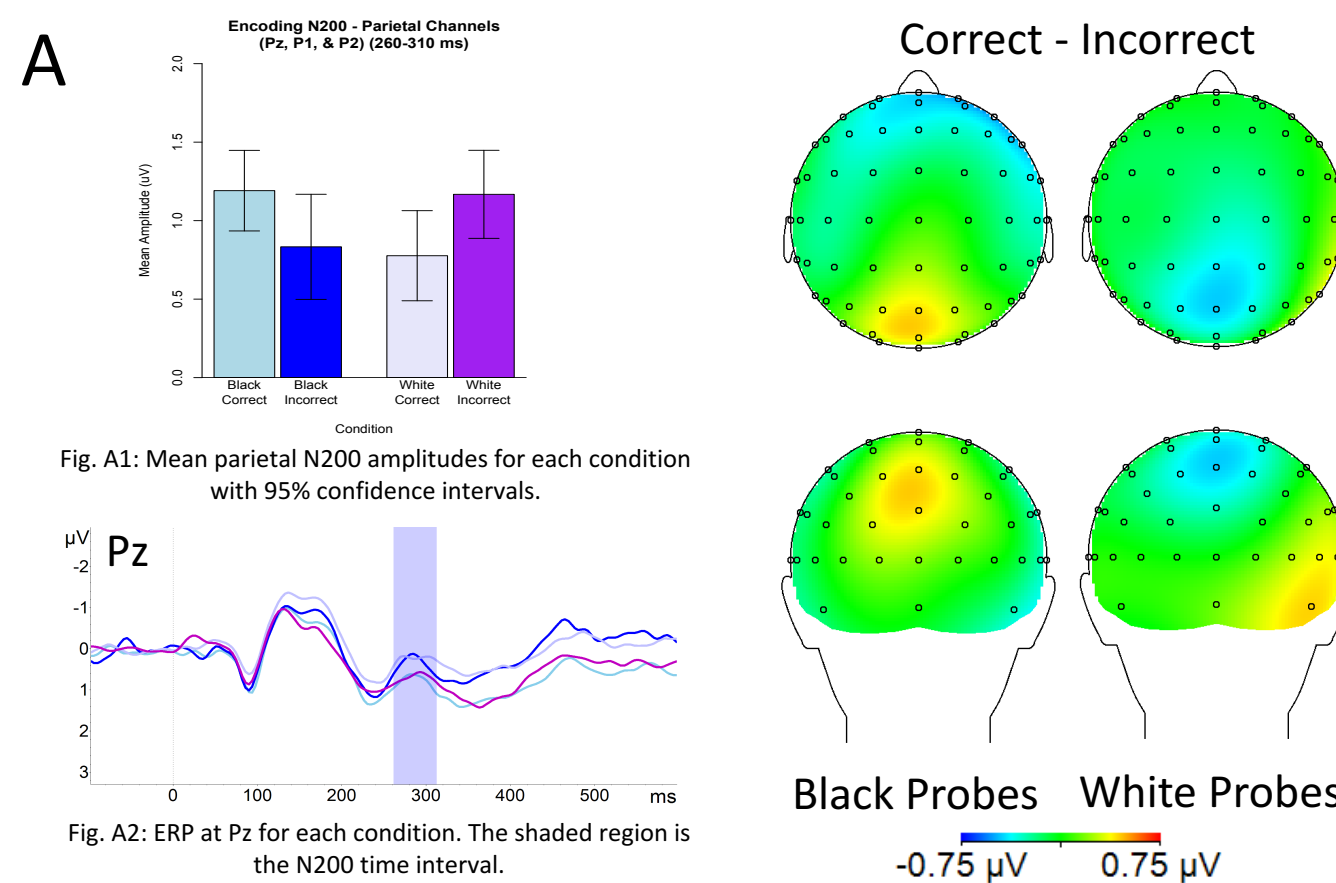 A
Encoding N200 - Parietal Channels
(Pz, P1, & P2) (260-310 ms)
Mean Amplitude (uV)
2.0
1.5
1.0
0.5
0.0
Black Correct
Black Incorrect
White Correct
White Incorrect
Condition
Fig. A1: Mean parietal N200 amplitudes for each condition
with 95% confidence intervals.
µV
Pz
-2
-1
0
1
2
3
0 100 200 300 400 500 ms
Fig. A2: ERP at Pz for each condition. The shaded region is
the N200 time interval.
Correct - Incorrect
Black Probes White Probes
-0.75 µV 0.75 µV